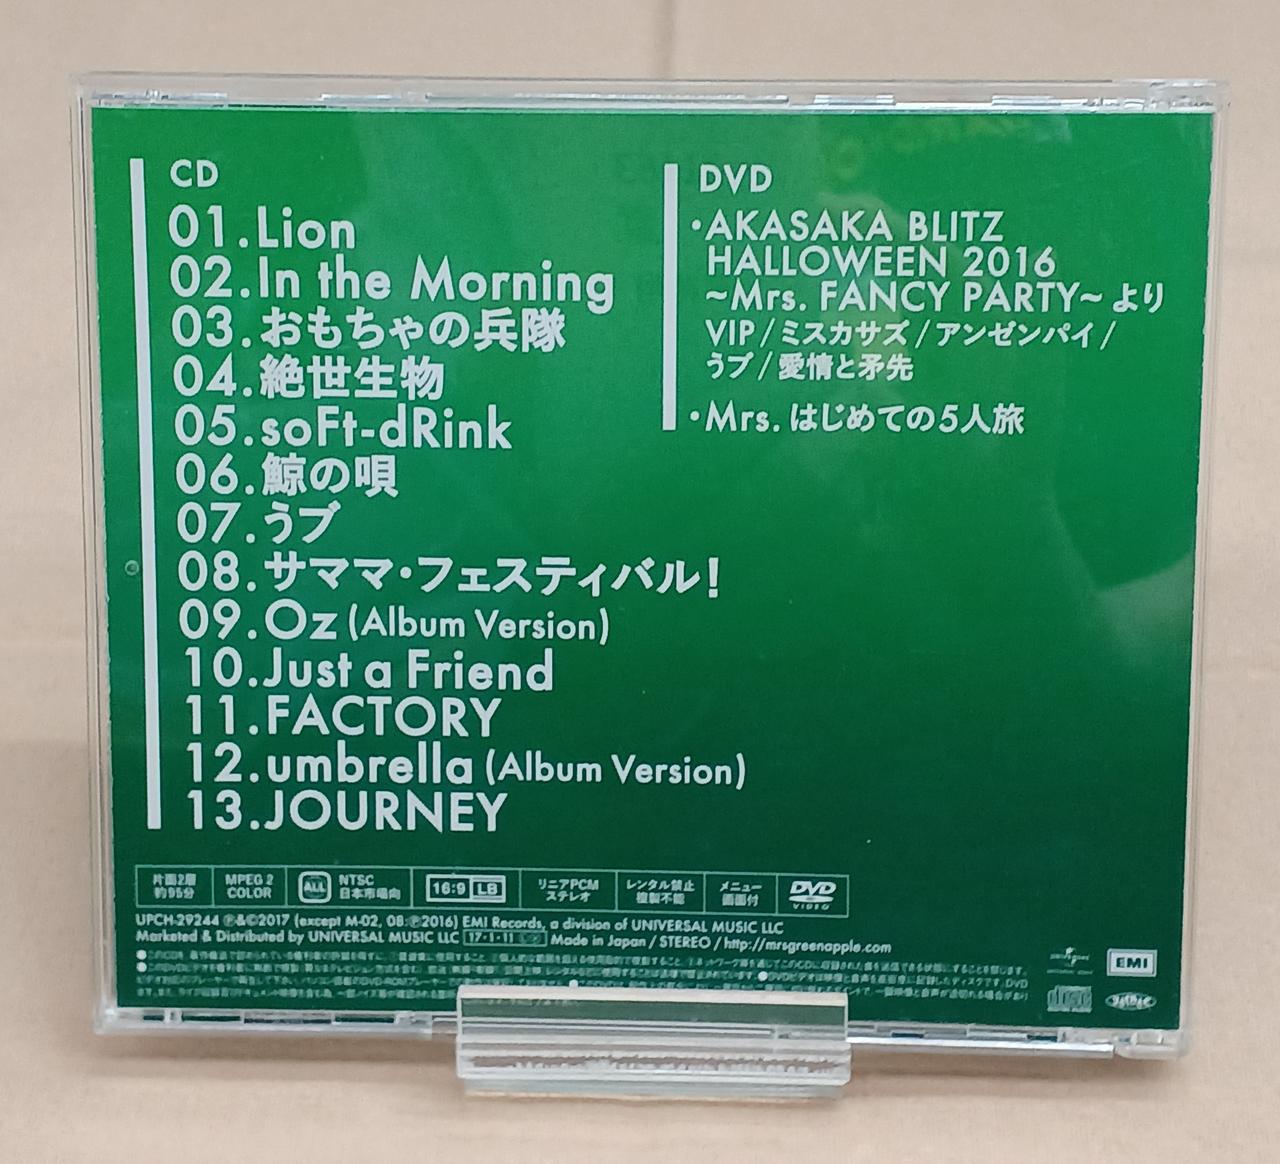 CD
01.Lion
02.In the Morning
03.おもちゃの兵隊
04.絶世生物
05.soFt-dRink
06.鯨の唄
07.うブ
08.サママ・フェスティバル!
09.Oz (Album Version)
10.Just a Friend
11.FACTORY
12.umbrella (Album Version)
13.JOURNEY
DVD
・AKASAKA BLITZ
HALLOWEEN 2016
~Mrs. FANCY PARTY~ より
VIP / ミスカサズ / アンゼンパイ /
うブ / 愛情と矛先
・Mrs. はじめての5人旅
片面2層
約95分
MPEG 2
COLOR
ALL
NTSC
日本市場向
16:9 LB
リニアPCM
ステレオ
レンタル禁止
複製不能
メニュー
画面付
DVD
VIDEO
UPCH-29244 Ⓟ&©2017 (except M-02, 08:Ⓟ2016) EMI Records, a division of UNIVERSAL MUSIC LLC
Marketed & Distributed by UNIVERSAL MUSIC LLC 17・1・11 Made in Japan / STEREO / http://mrsgreenapple.com
EMI